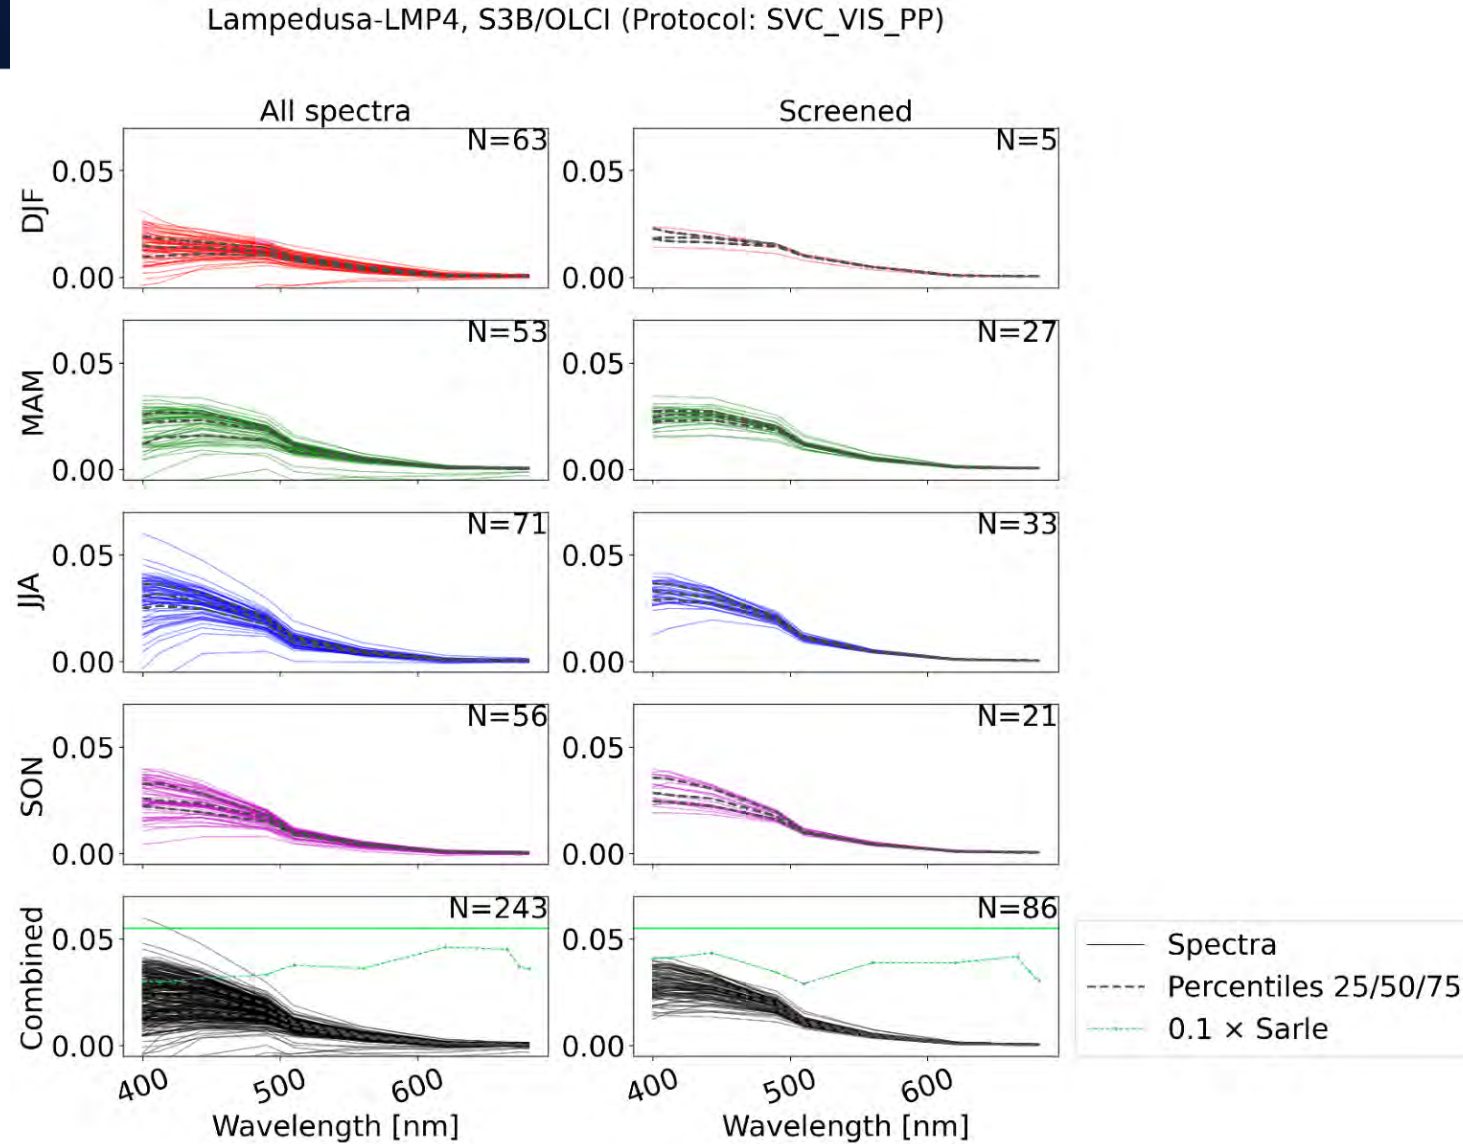 Lampedusa-LMP4, S3B/OLCI (Protocol: SVC_VIS_PP)
All spectra
Screened
DJF
0.05
0.00
N=63
0.05
0.00
N=5
MAM
0.05
0.00
N=53
0.05
0.00
N=27
JJA
0.05
0.00
N=71
0.05
0.00
N=33
SON
0.05
0.00
N=56
0.05
0.00
N=21
Combined
0.05
0.00
N=243
0.05
0.00
N=86
400 500 600
400 500 600
Wavelength [nm]
Wavelength [nm]
Spectra
Percentiles 25/50/75
0.1 × Sarle